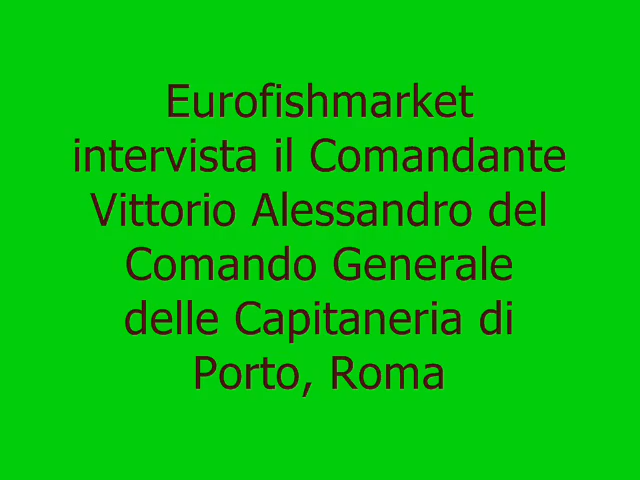 Eurofishmarket
intervista il Comandante
Vittorio Alessandro del
Comando Generale
delle Capitaneria di
Porto, Roma